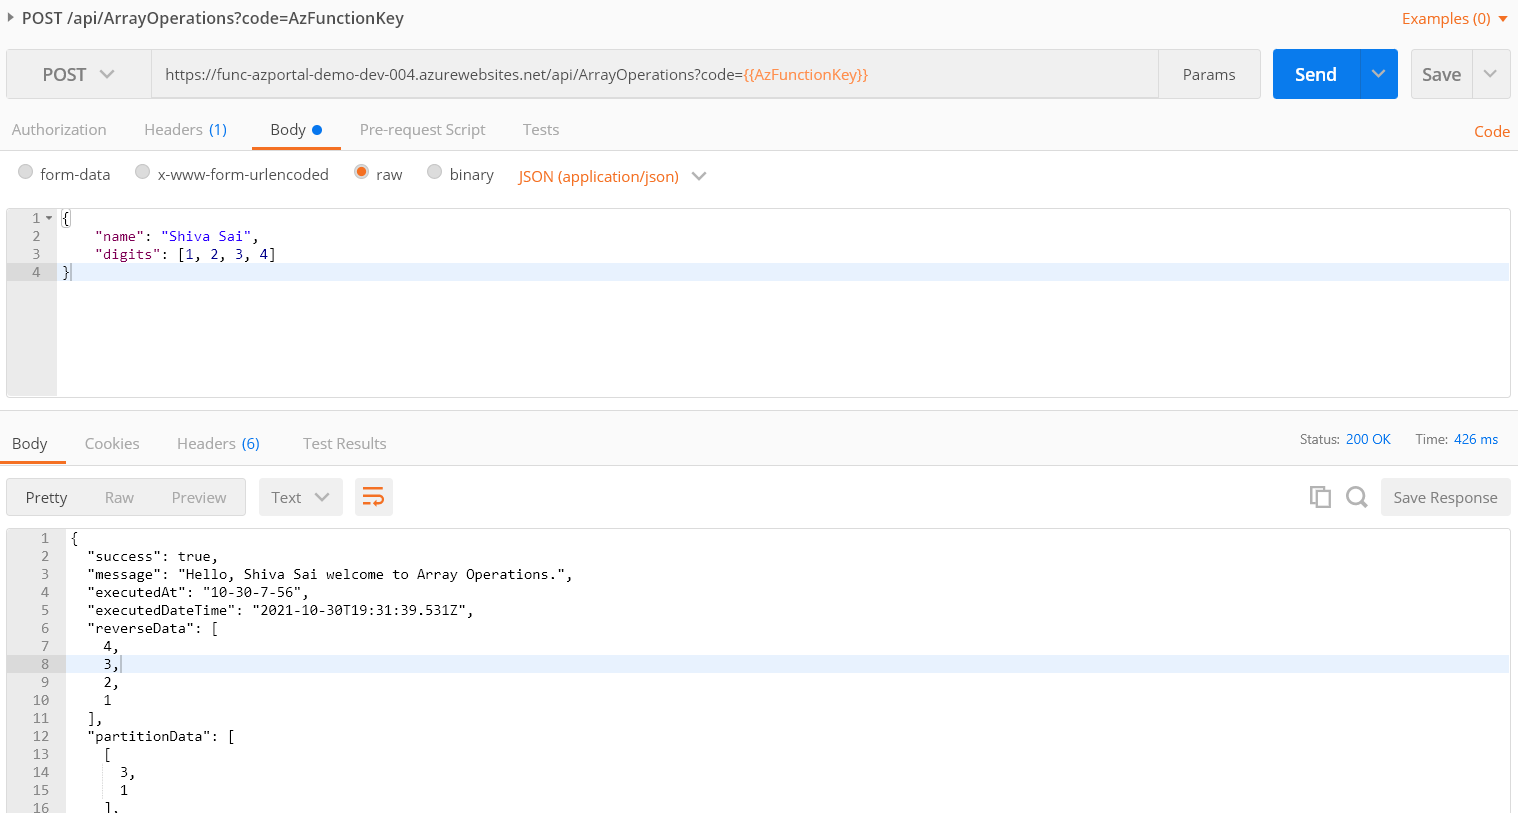 POST /api/ArrayOperations?code=AzFunctionKey
Examples (0)
POST
https://func-azportal-demo-dev-004.azurewebsites.net/api/ArrayOperations?code={{AzFunctionKey}}
Params
Send
Save
Authorization
Headers (1)
Body
Pre-request Script
Tests
Code
form-data
x-www-form-urlencoded
raw
binary
JSON (application/json)
1 {
2 "name": "Shiva Sai",
3 "digits": [1, 2, 3, 4]
4 }
Body
Cookies
Headers (6)
Test Results
Status: 200 OK
Time: 426 ms
Pretty
Raw
Preview
Text
Save Response
1 {
2 "success": true,
3 "message": "Hello, Shiva Sai welcome to Array Operations.",
4 "executedAt": "10-30-7-56",
5 "executedDateTime": "2021-10-30T19:31:39.531Z",
6 "reverseData": [
7 4,
8 3,
9 2,
10 1
11 ],
12 "partitionData": [
13 [
14 3,
15 1
16 ],